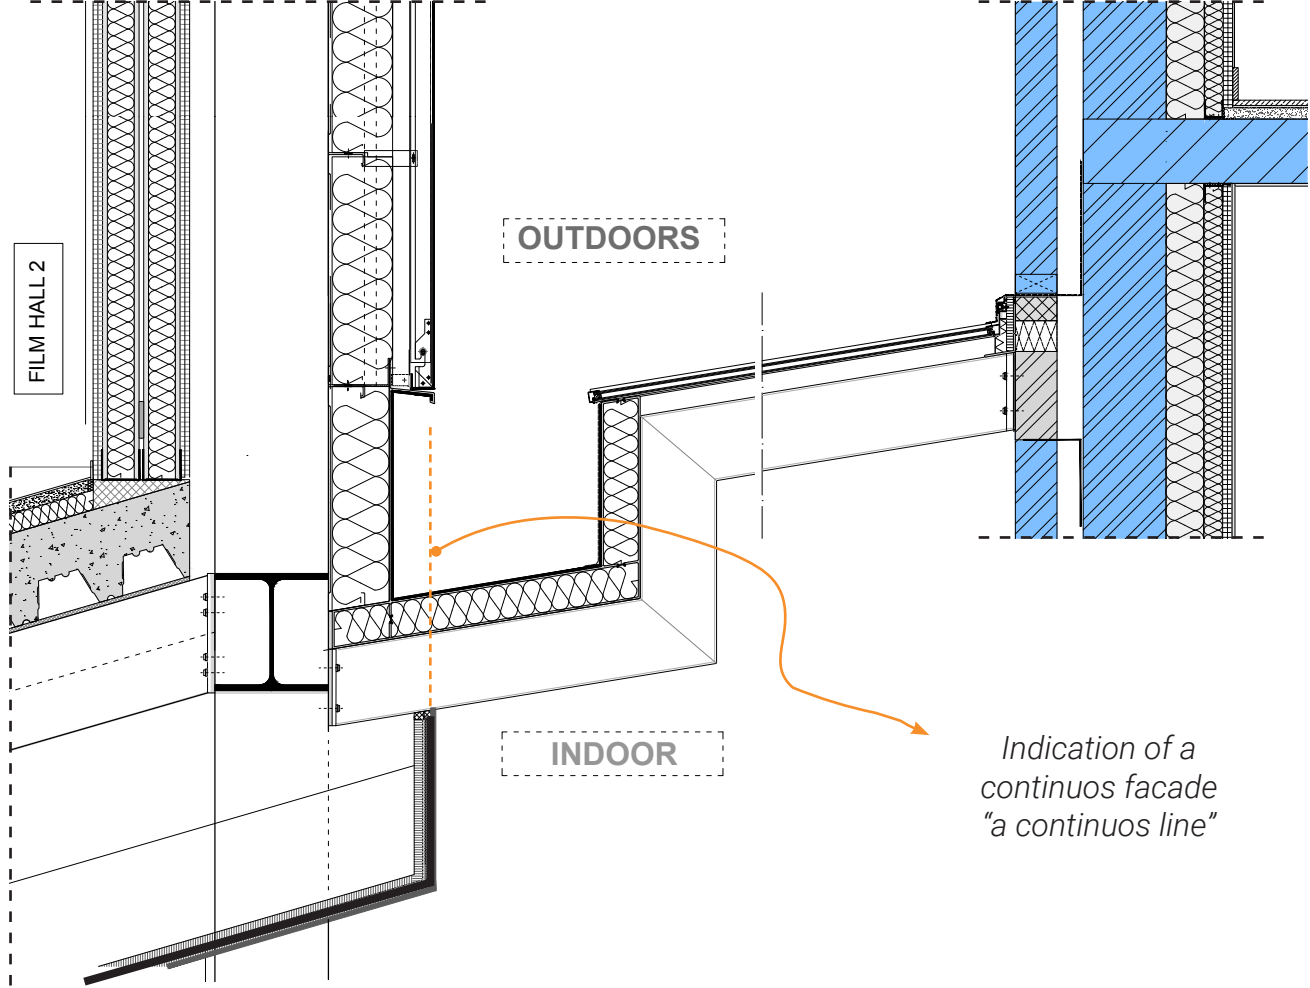 FILM HALL 2
OUTDOORS
INDOOR
Indication of a
continuos facade
“a continuos line”